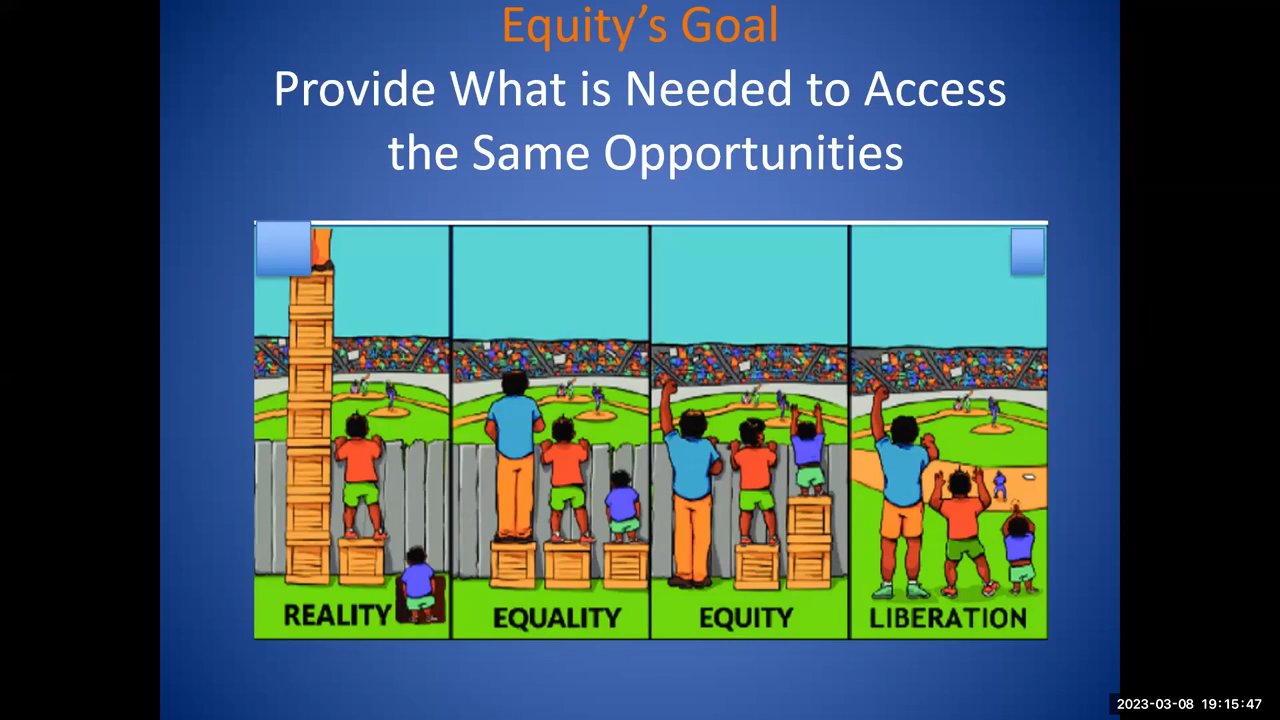 Equity’s Goal
Provide What is Needed to Access
the Same Opportunities
REALITY
EQUALITY
EQUITY
LIBERATION
2023-03-08 19:15:47